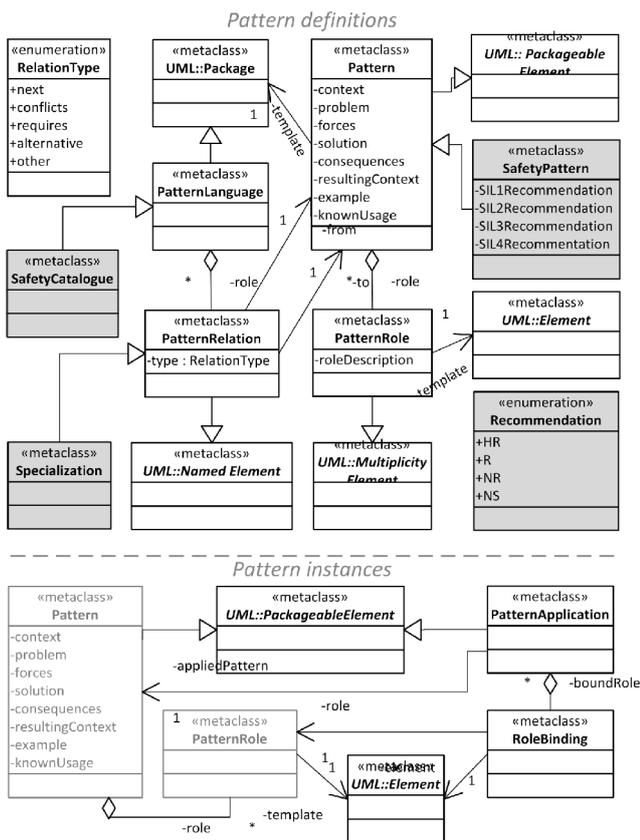 Pattern definitions
«enumeration»
RelationType
+next
+conflicts
+requires
+alternative
+other
«metaclass»
UML::Package
1
-template
«metaclass»
Pattern
-context
-problem
-forces
-solution
-consequences
-resultingContext
-example
-knownUsage
-from
«metaclass»
UML:: Packageable
Element
«metaclass»
SafetyPattern
-SIL1Recommendation
-SIL2Recommendation
-SIL3Recommendation
-SIL4Recommentation
«metaclass»
PatternLanguage
«metaclass»
SafetyCatalogue
*
-role
1
1
*
-to
-role
«metaclass»
PatternRelation
-type : RelationType
«metaclass»
PatternRole
-roleDescription
1
template
«metaclass»
UML::Element
«enumeration»
Recommendation
+HR
+R
+NR
+NS
«metaclass»
Specialization
«metaclass»
UML::Named Element
«metaclass»
UML::Multiplicity
Element
Pattern instances
«metaclass»
Pattern
-context
-problem
-forces
-solution
-consequences
-resultingContext
-example
-knownUsage
«metaclass»
UML::PackageableElement
«metaclass»
PatternApplication
-appliedPattern
*
-boundRole
-role
1
«metaclass»
PatternRole
«metaclass»
RoleBinding
1
1
«metaclass»
-element
UML::Element
1
-template
-role
*